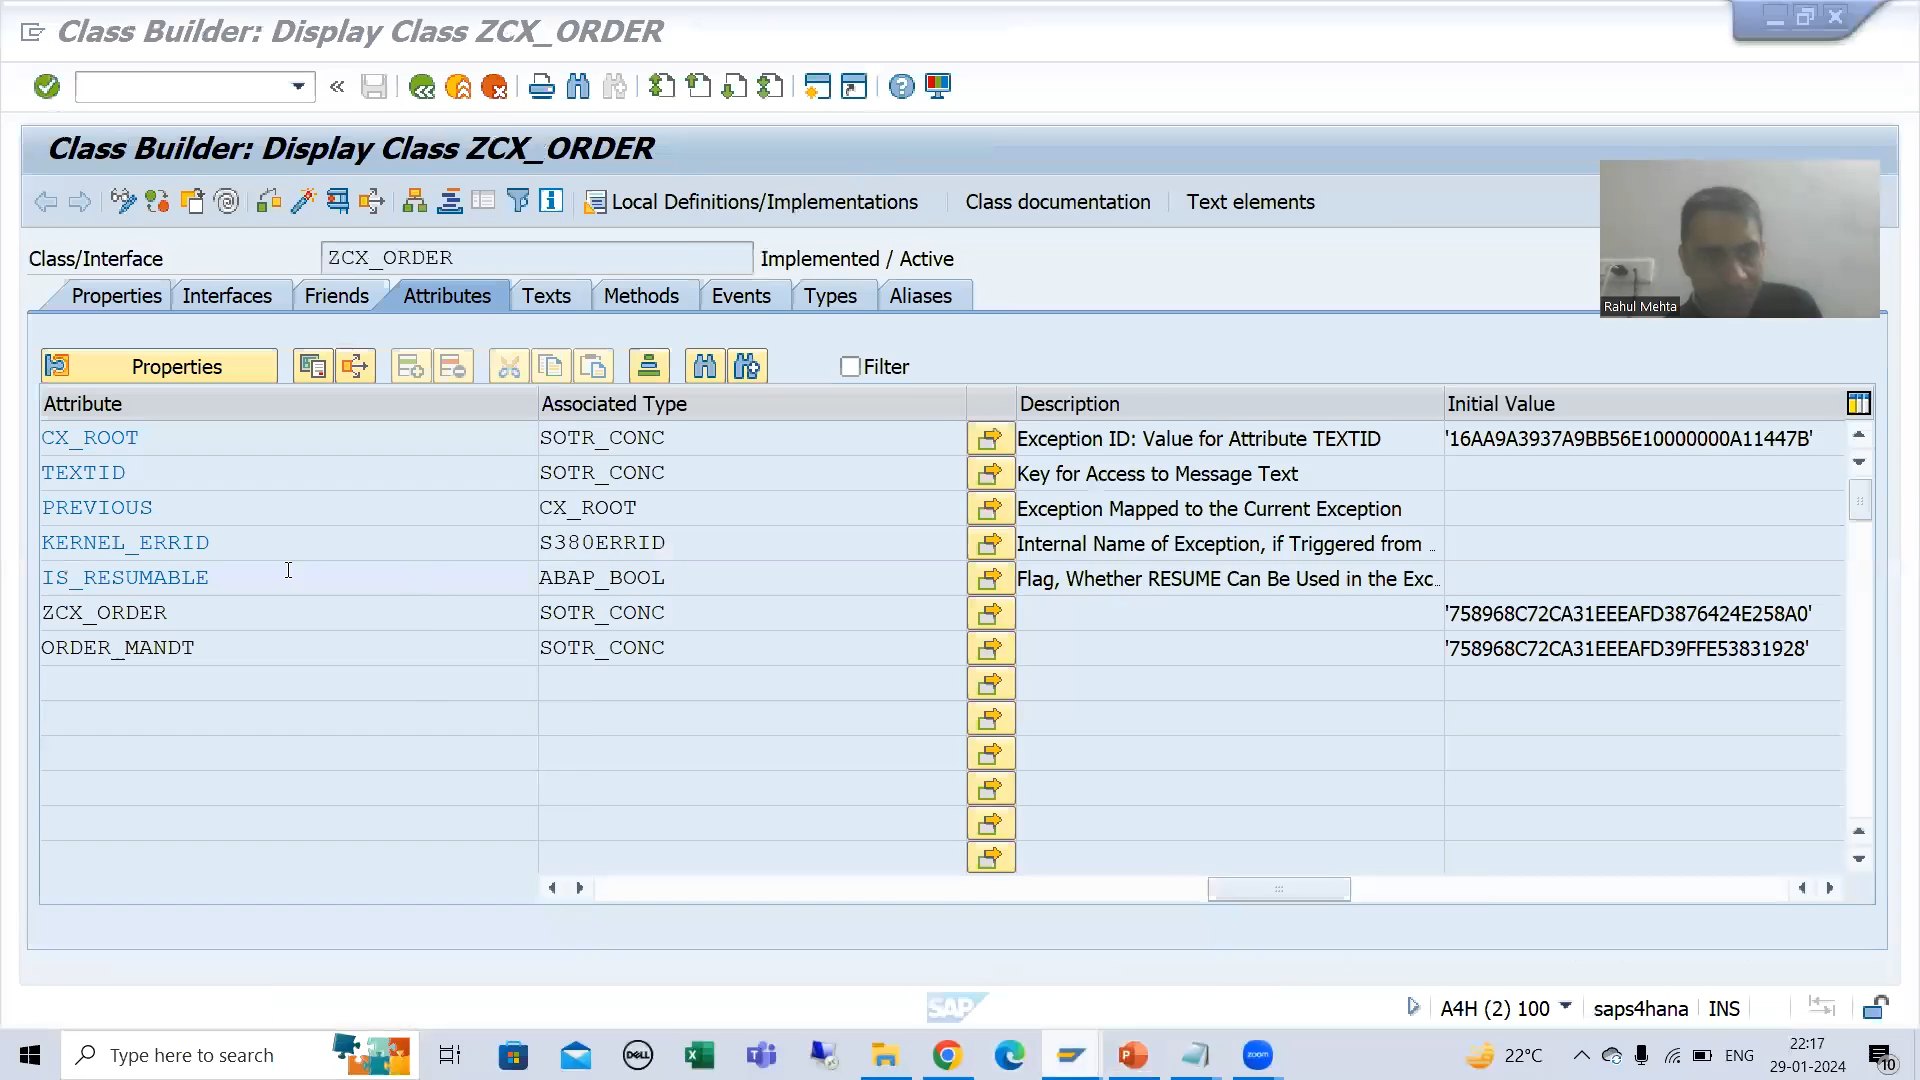 Class Builder: Display Class ZCX_ORDER
Class Builder: Display Class ZCX_ORDER
Local Definitions/Implementations Class documentation Text elements
Class/Interface ZCX_ORDER Implemented / Active
Properties Interfaces Friends Attributes Texts Methods Events Types Aliases
Rahul Mehta
Properties Filter
Attribute Associated Type Description Initial Value
CX_ROOT SOTR_CONC Exception ID: Value for Attribute TEXTID '16AA9A3937A9BB56E10000000A11447B'
TEXTID SOTR_CONC Key for Access to Message Text
PREVIOUS CX_ROOT Exception Mapped to the Current Exception
KERNEL_ERRID S380ERRID Internal Name of Exception, if Triggered from …
IS_RESUMABLE ABAP_BOOL Flag, Whether RESUME Can Be Used in the Exc…
ZCX_ORDER SOTR_CONC '758968C72CA31EEEAFD3876424E258A0'
ORDER_MANDT SOTR_CONC '758968C72CA31EEEAFD39FFE53831928'
SAP
A4H (2) 100 saps4hana INS
Type here to search DELL zoom 22°C ENG 22:17
29-01-2024 10